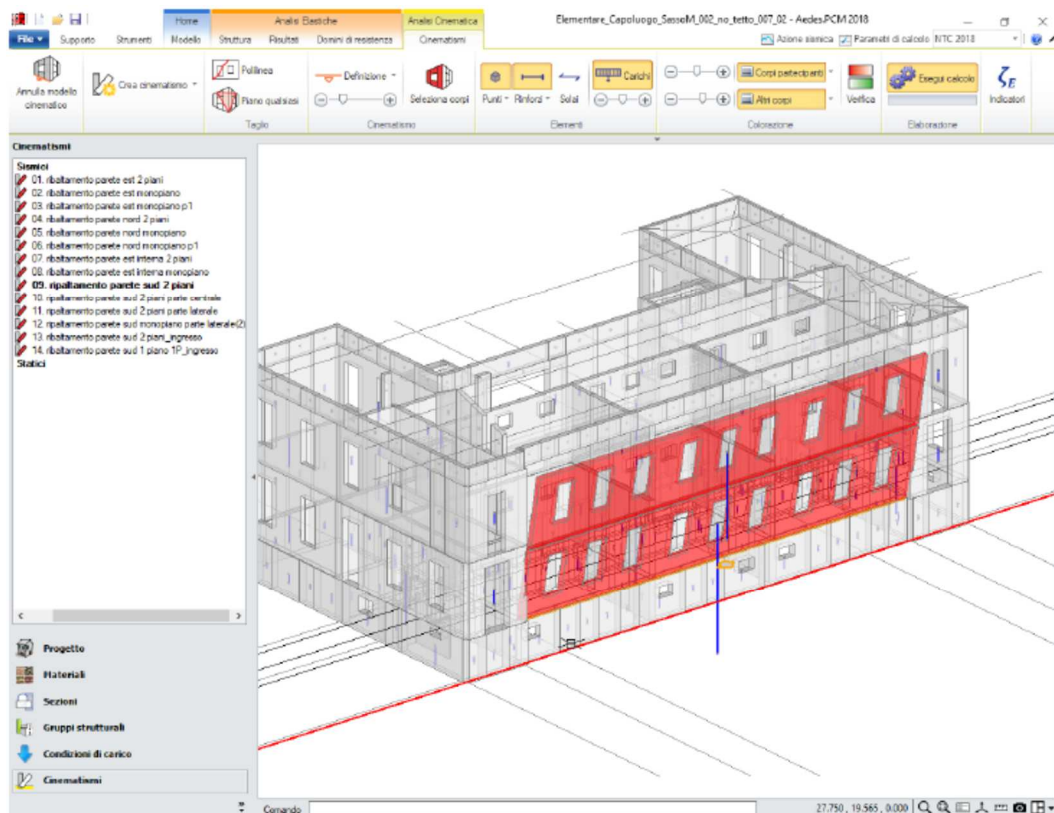 Home Analisi Elastiche Analisi Cinematica Elementare_Capoluogo_SassoM_002_no_tetto_007_02 - Aedes.PCM 2018
File Supporto Strumenti Modello Struttura Risultati Domini di resistenza Cinematismi Azione sismica Parametri di calcolo NTC 2018
Annulla modello cinematico
Crea cinematismo
Polilinea
Piano qualsiasi
Taglio
Definizione
Seleziona corpi
Cinematismo
Punti Rinforzi Solai
Carichi
Elementi
Corpi partecipanti
Altri corpi
Verifica
Colorazione
Esegui calcolo
Elaborazione
ζE
Indicatori
Cinematismi
Sismici
01. ribaltamento parete est 2 piani
02. ribaltamento parete est monopiano
03. ribaltamento parete est monopiano p1
04. ribaltamento parete nord 2 piani
05. ribaltamento parete nord monopiano
06. ribaltamento parete nord monopiano p1
07. ribaltamento parete est interna 2 piani
08. ribaltamento parete est interna monopiano
09. ripaltamento parete sud 2 piani
10. ripaltamento parete sud 2 piani parte centrale
11. ripaltamento parete sud 2 piani parte laterale
12. ripaltamento parete sud monopiano parte laterale(2)
13. ribaltamento parete sud 2 piani_ingresso
14. ribaltamento parete sud 1 piano 1P_ingresso
Statici
Progetto
Materiali
Sezioni
Gruppi strutturali
Condizioni di carico
Cinematismi
Comando
27.750 , 19.565 , 0.000